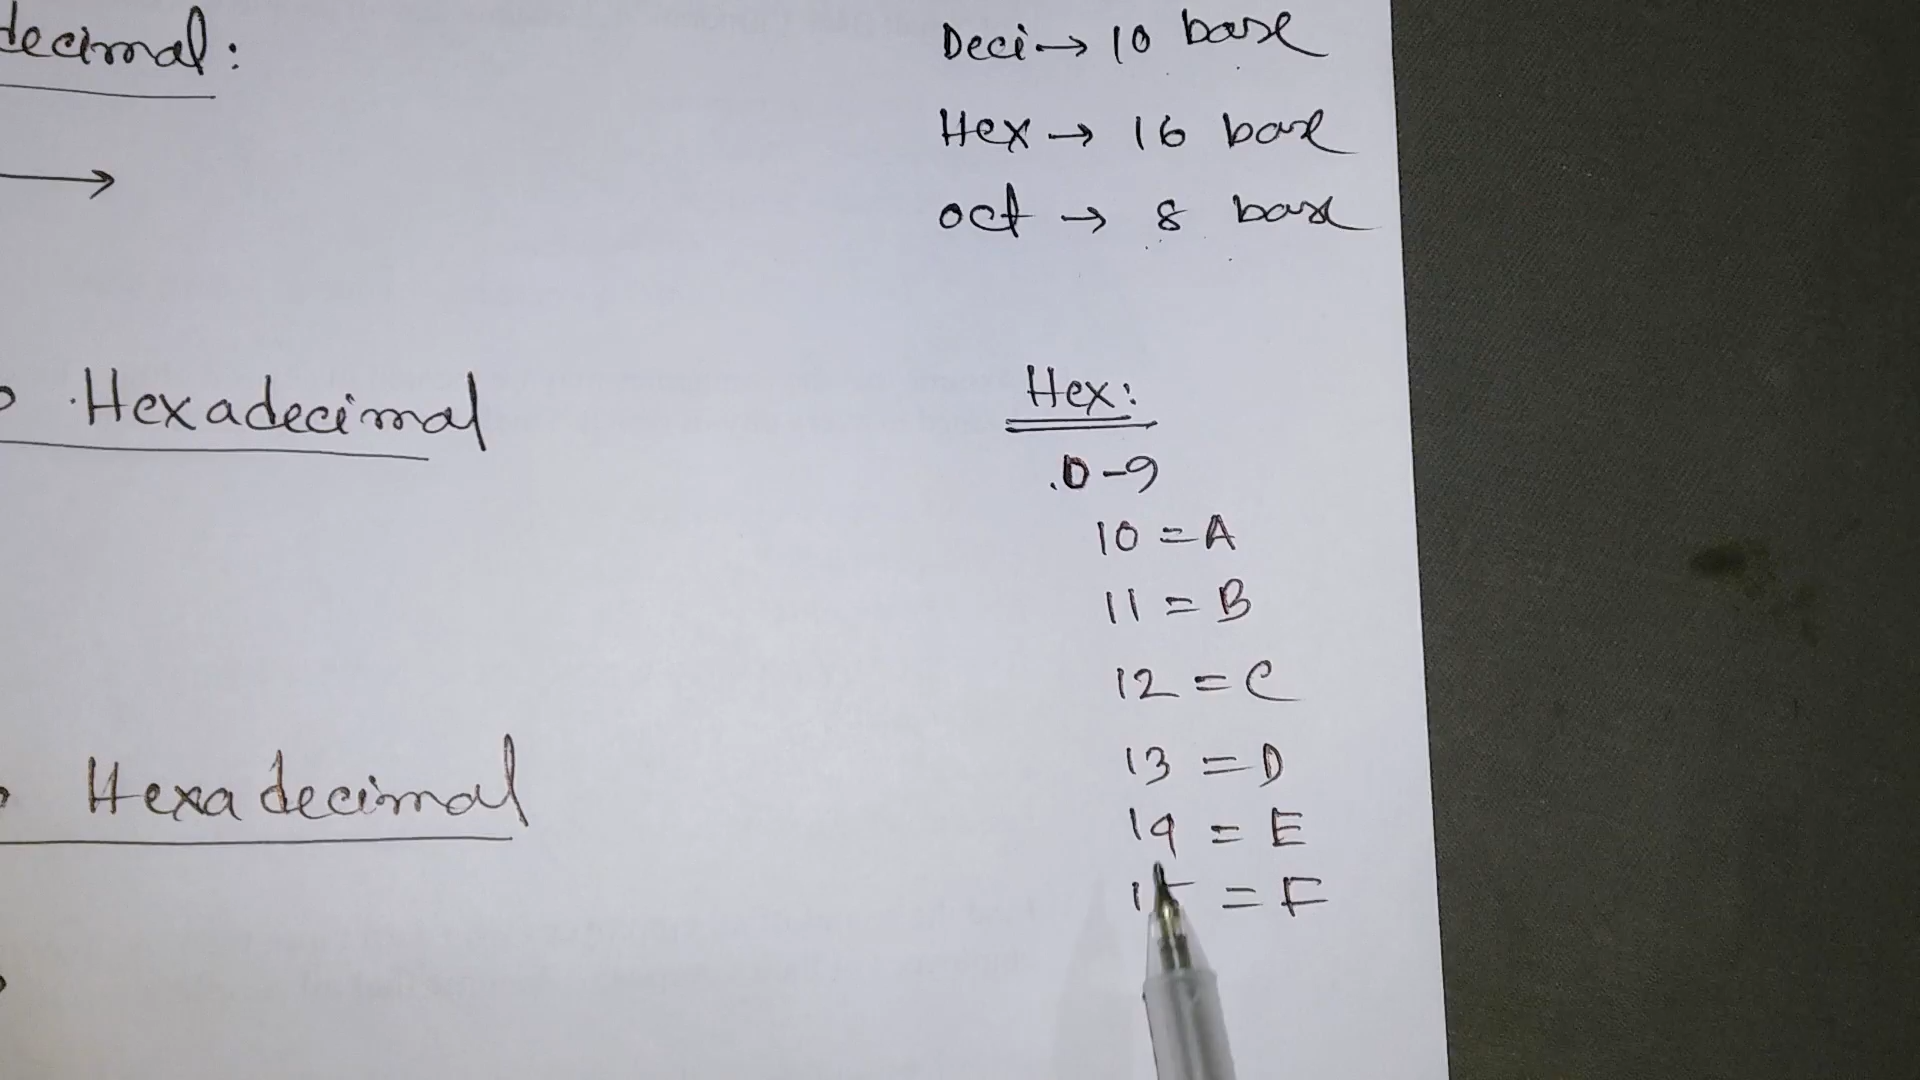 decimal:
Deci → 10 base
Hex → 16 base
oct → 8 base
→
Hexadecimal
Hex:
0-9
10 = A
11 = B
12 = C
13 = D
14 = E
15 = F
Hexadecimal